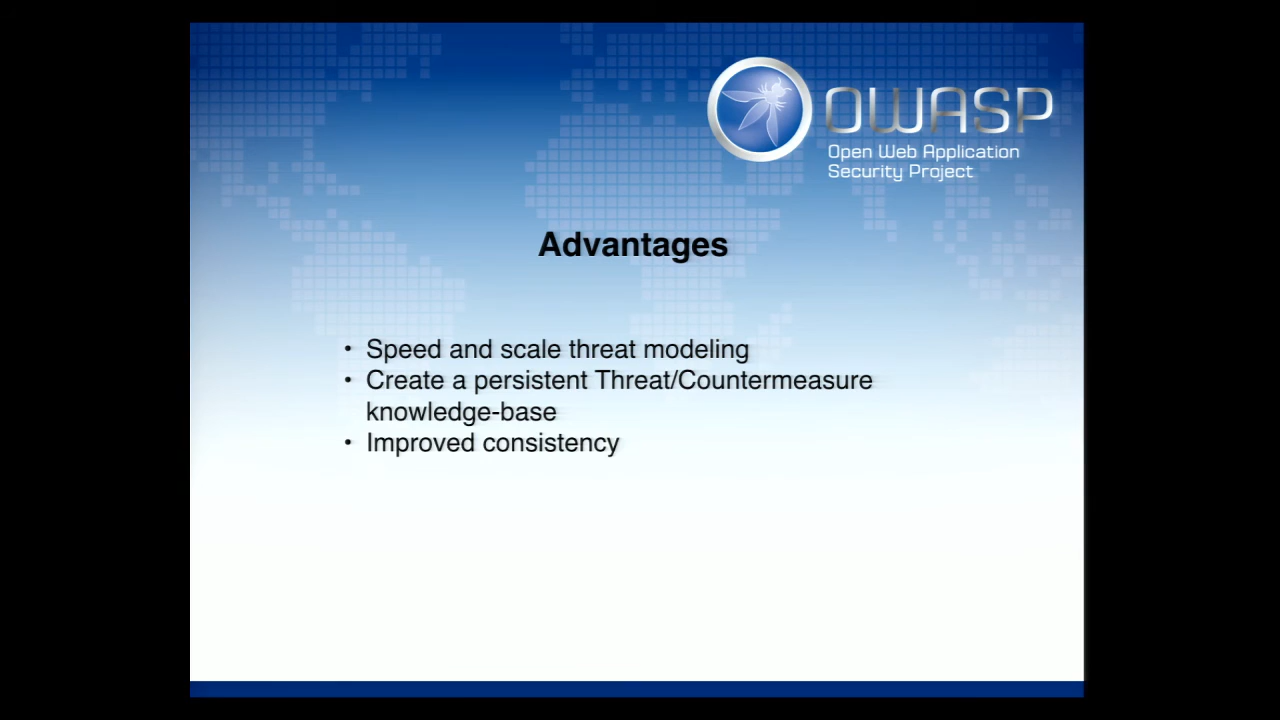 OWASP
Open Web Application
Security Project
Advantages
• Speed and scale threat modeling
• Create a persistent Threat/Countermeasure
knowledge-base
• Improved consistency